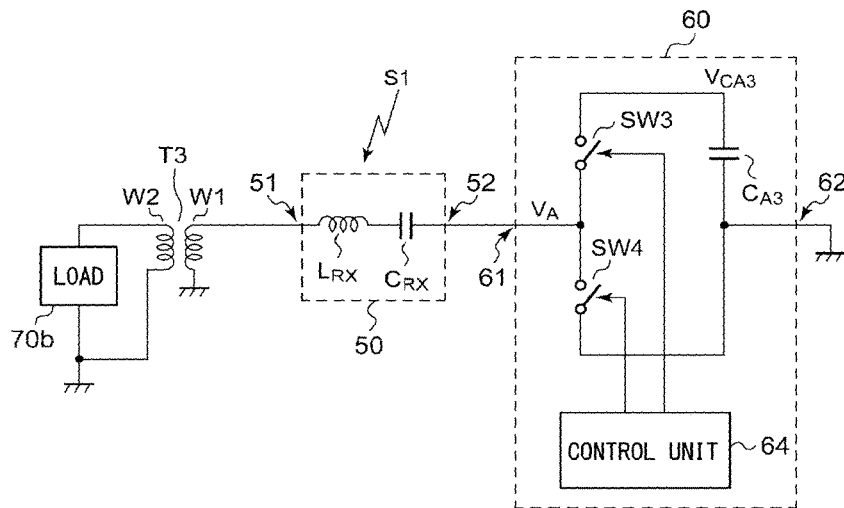 60
S1
VCA3
SW3
T3
51
52
CA3
62
W2
W1
VA
LOAD
LRX
CRX
61
SW4
70b
50
CONTROL UNIT
64